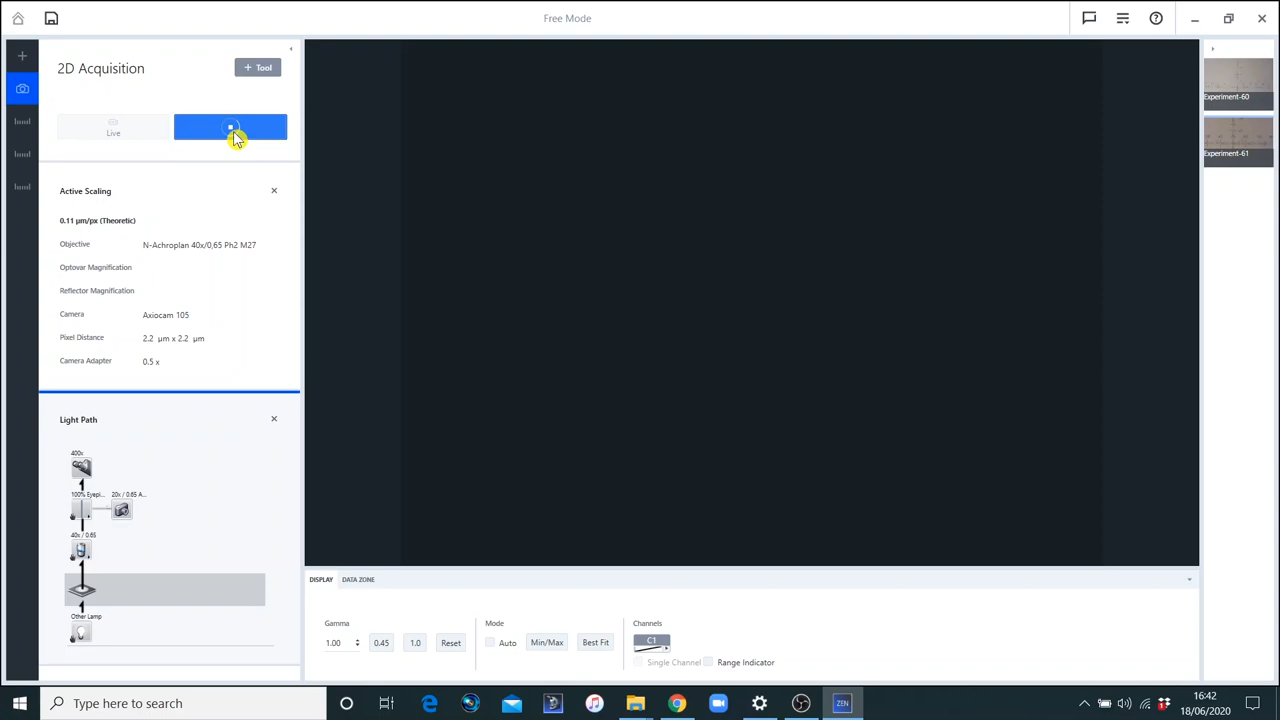 Free Mode
2D Acquisition
Tool
Live
Active Scaling
0.11 µm/px (Theoretic)
Objective N-Achroplan 40x/0,65 Ph2 M27
Optovar Magnification
Reflector Magnification
Camera Axiocam 105
Pixel Distance 2.2 µm x 2.2 µm
Camera Adapter 0.5 x
Light Path
400x
100% Eyepi... 20x / 0.65 A...
40x / 0.65
Other Lamp
DISPLAY DATA ZONE
Gamma Mode Channels
1.00 0.45 1.0 Reset Auto Min/Max Best Fit C1
Single Channel Range Indicator
Experiment-60
Experiment-61
Type here to search
ZEN
16:42
18/06/2020